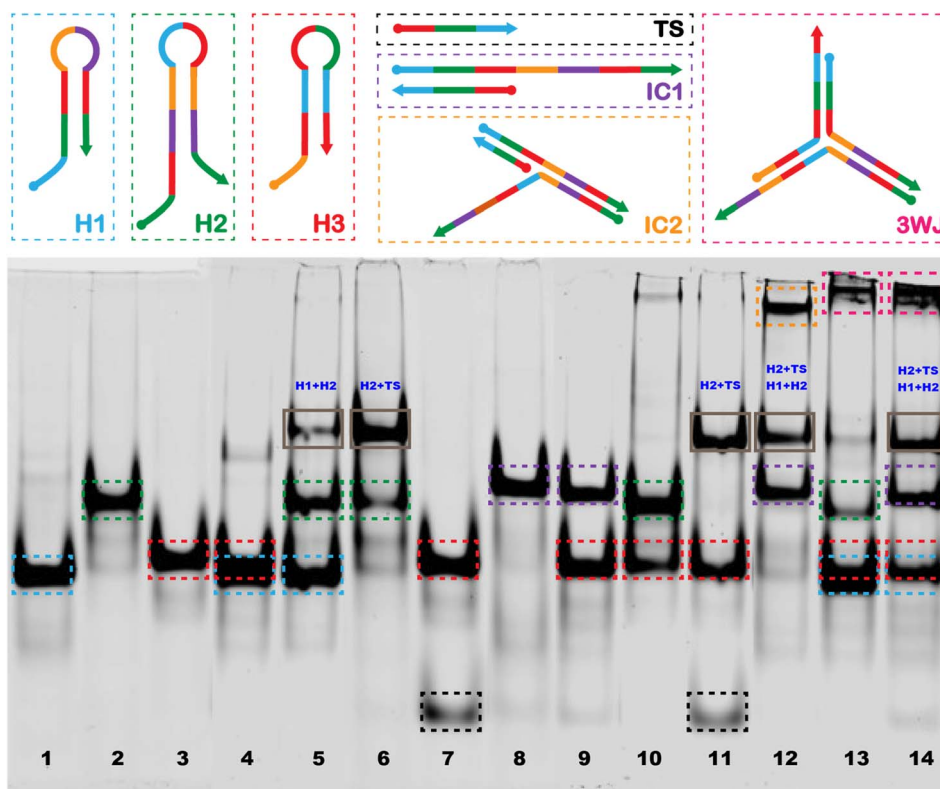 TS
IC1
H1
H2
H3
IC2
3WJ
H1+H2
H2+TS
H2+TS
H2+TS
H1+H2
H2+TS
H1+H2
1 2 3 4 5 6 7 8 9 10 11 12 13 14